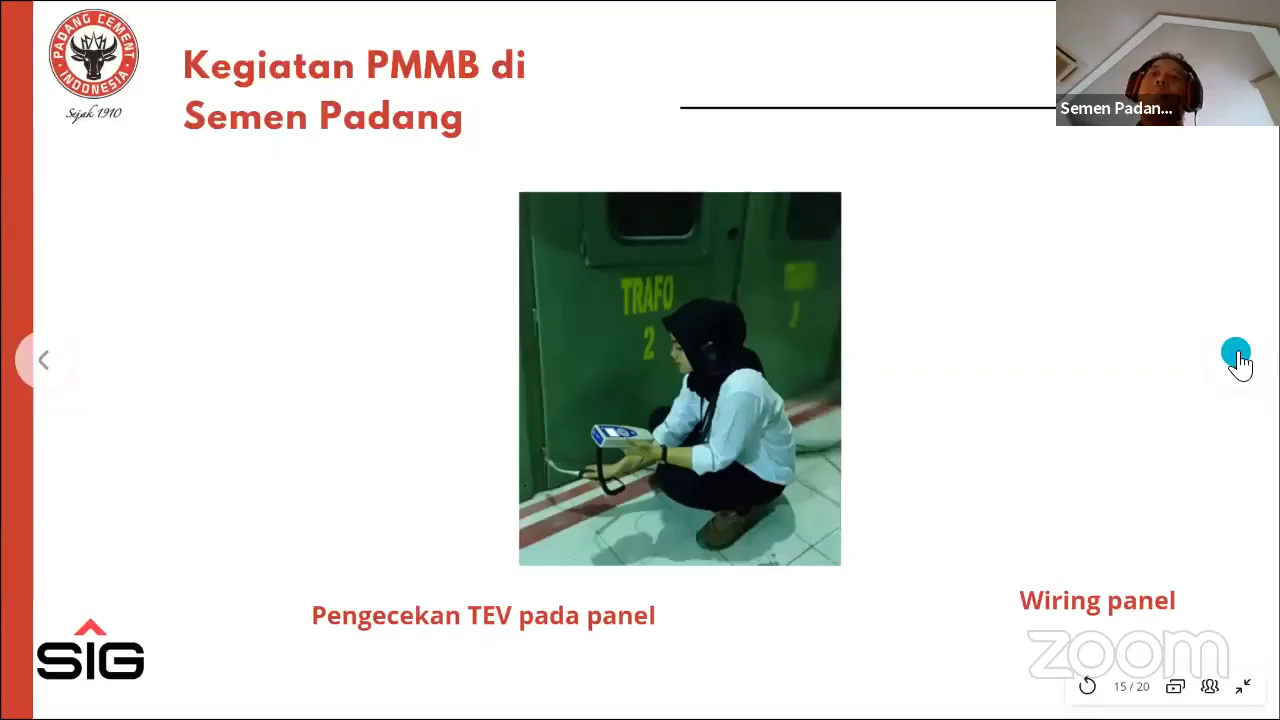 PADANG CEMENT
INDONESIA
Sejak 1910
Kegiatan PMMB di
Semen Padang
Semen Padan...
TRAFO
2
Pengecekan TEV pada panel
Wiring panel
SIG
zoom
15 / 20